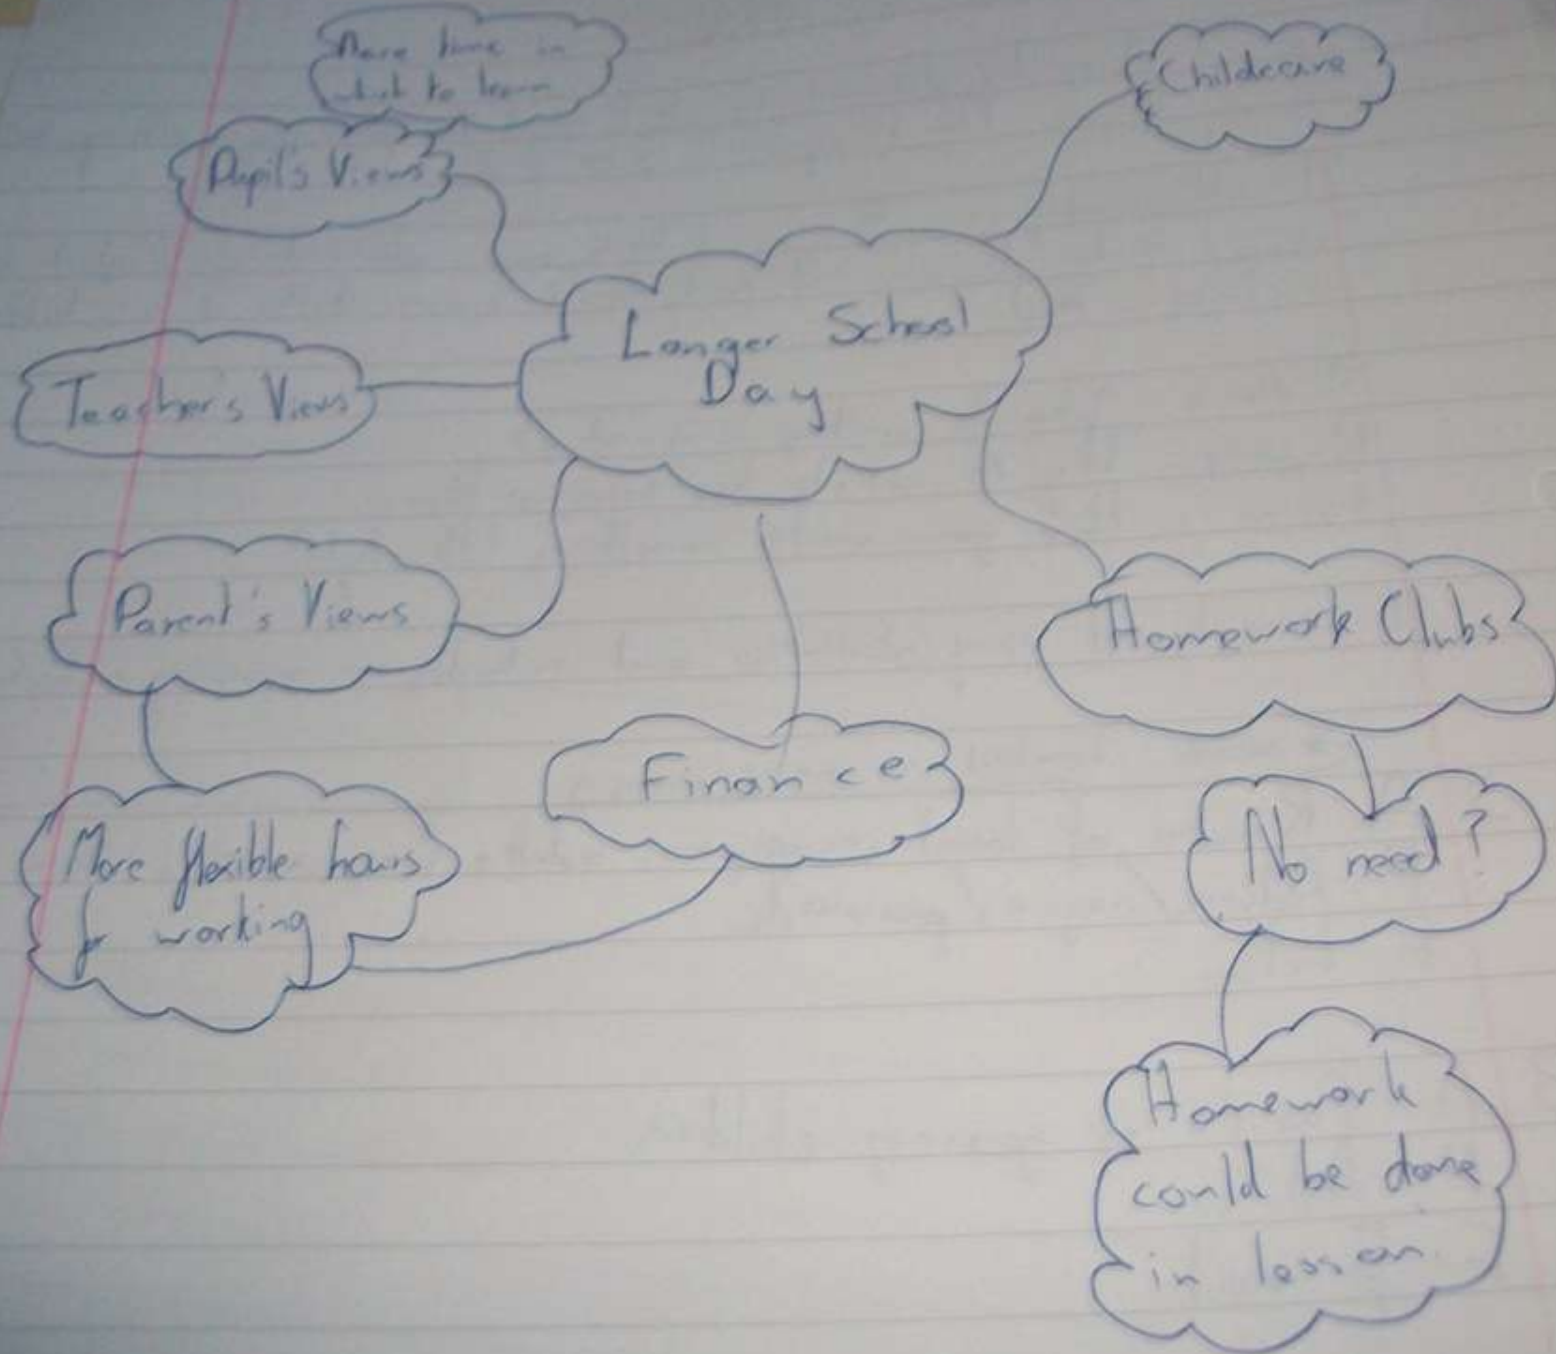 More time in
which to learn
Childcare
Pupil's Views
Longer School
Day
Teacher's Views
Parent's Views
Homework Clubs
Finance
More flexible hours
for working
No need?
Homework
could be done
in lesson